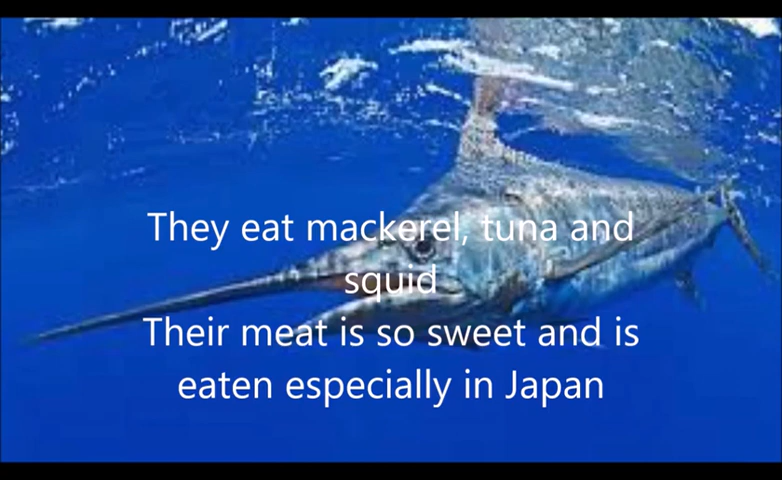 They eat mackerel, tuna and
squid
Their meat is so sweet and is
eaten especially in Japan